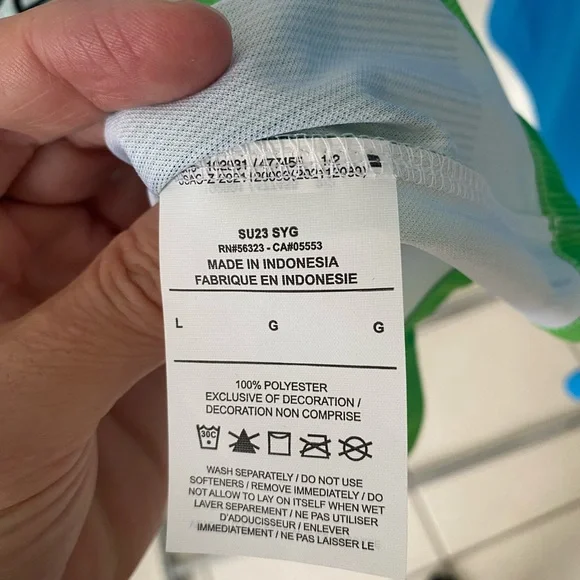 SU23 SYG
RN#56323 - CA#05553
MADE IN INDONESIA
FABRIQUE EN INDONESIE
L G G
100% POLYESTER
EXCLUSIVE OF DECORATION /
DECORATION NON COMPRISE
30C
WASH SEPARATELY / DO NOT USE
SOFTENERS / REMOVE IMMEDIATELY / DO
NOT ALLOW TO LAY ON ITSELF WHEN WET
LAVER SEPAREMENT / NE PAS UTILISER
D'ADOUCISSEUR / ENLEVER
IMMEDIATEMENT / NE PAS LAISSER LE